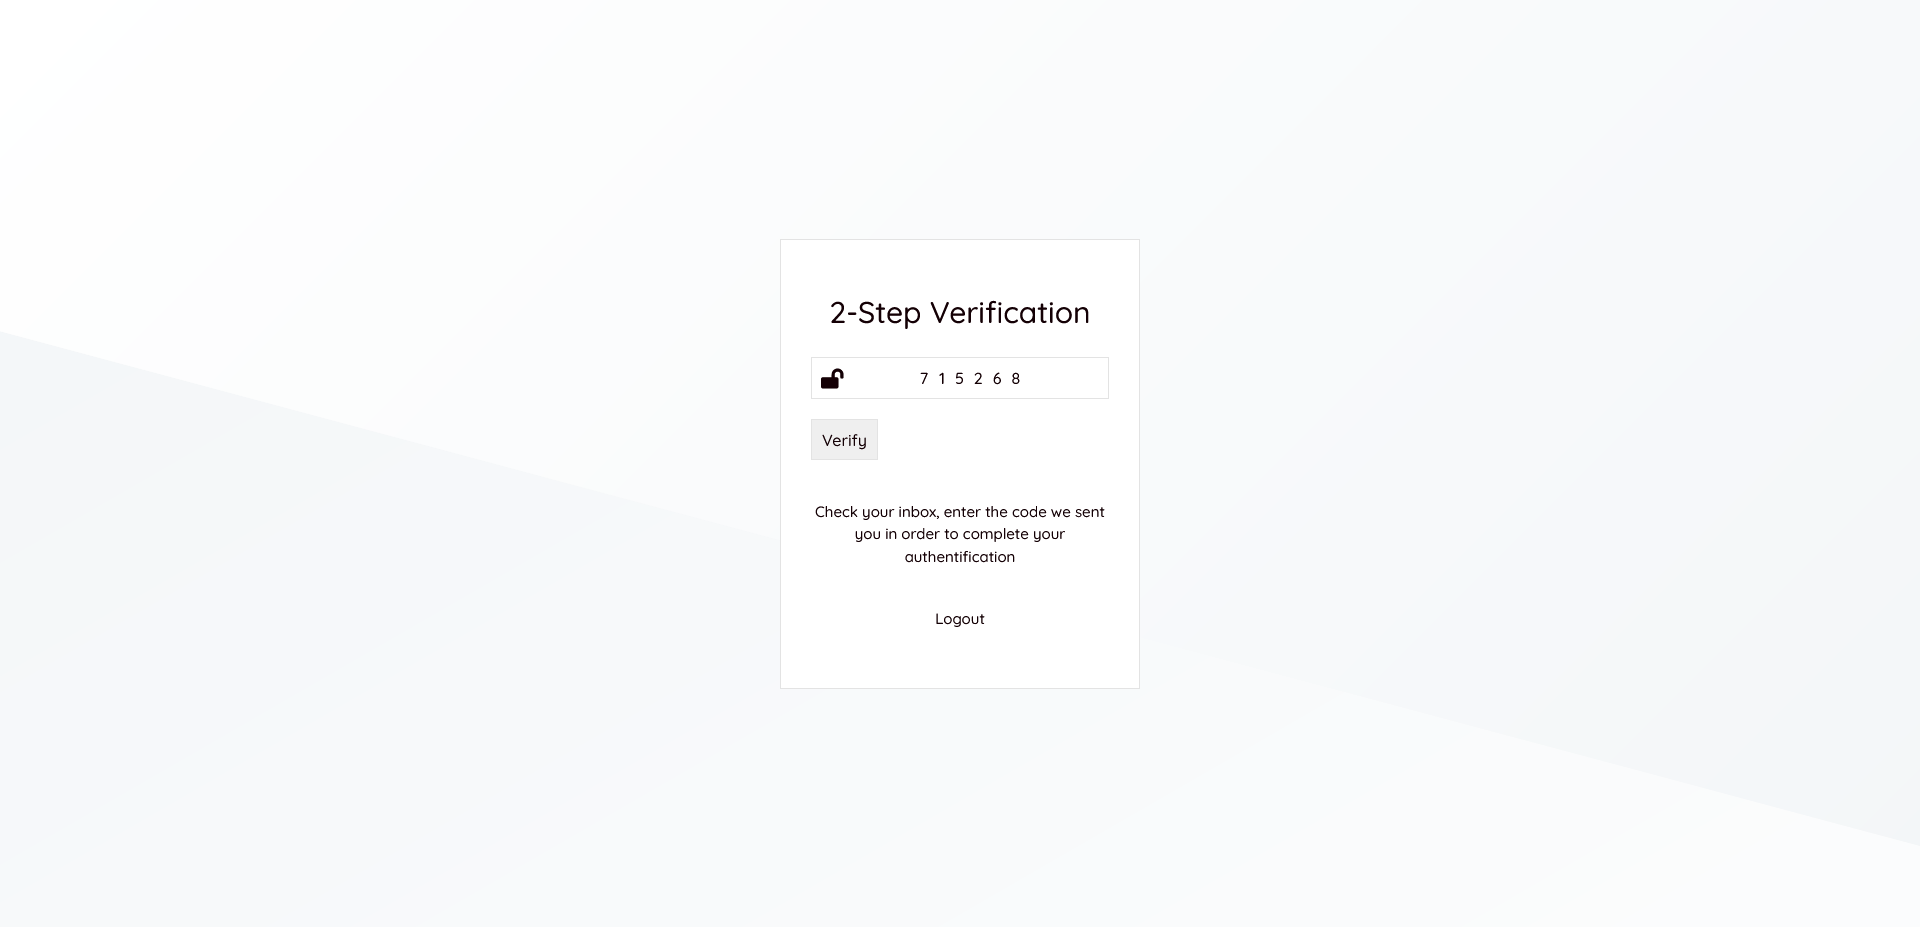 2-Step Verification
7 1 5 2 6 8
Verify
Check your inbox, enter the code we sent
you in order to complete your
authentification
Logout